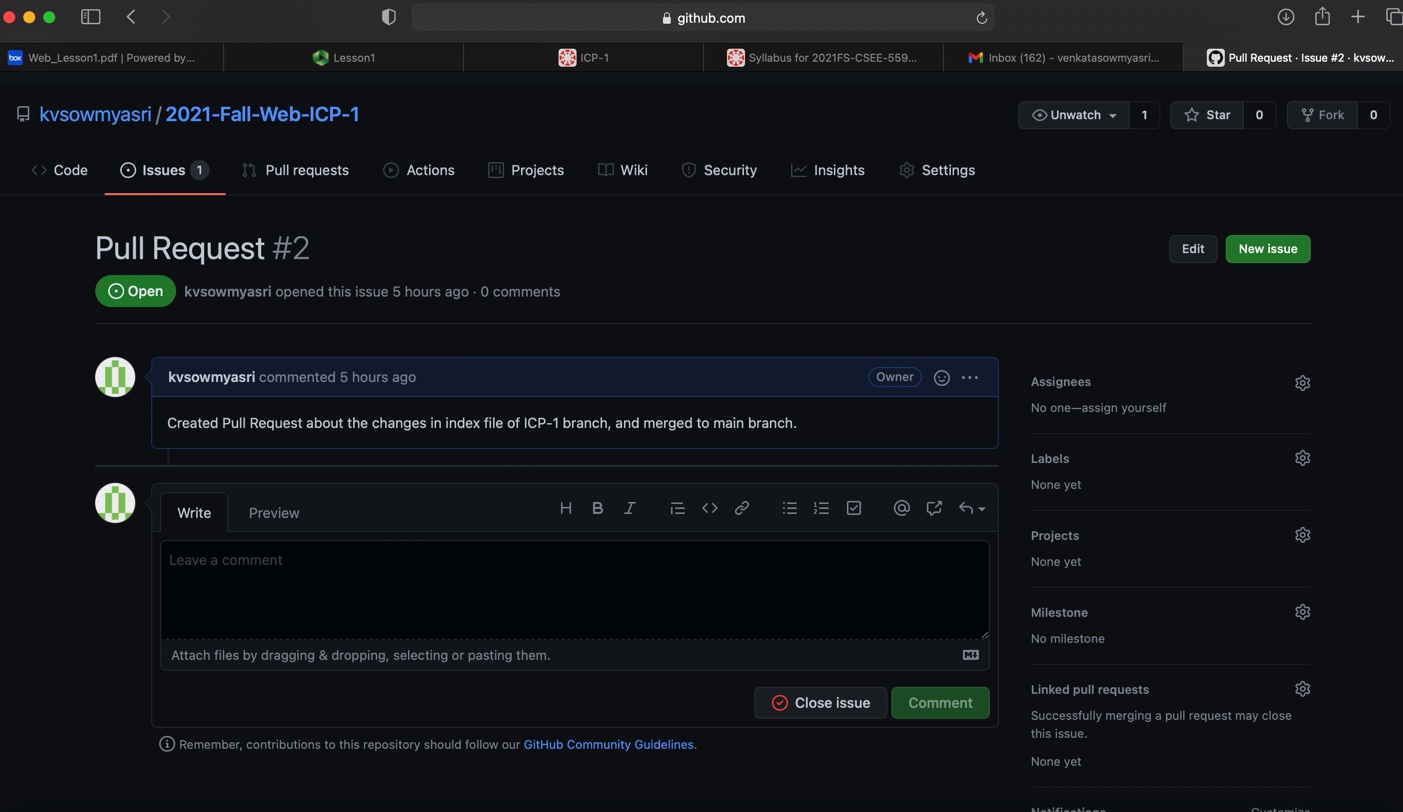 github.com
box Web_Lesson1.pdf | Powered by... Lesson1 ICP-1 Syllabus for 2021FS-CSEE-559... Inbox (162) - venkatasowmyasri... Pull Request · Issue #2 · kvsow...
kvsowmyasri / 2021-Fall-Web-ICP-1 Unwatch 1 Star 0 Fork 0
Code Issues 1 Pull requests Actions Projects Wiki Security Insights Settings
Pull Request #2 Edit New issue
Open kvsowmyasri opened this issue 5 hours ago · 0 comments
kvsowmyasri commented 5 hours ago Owner
Created Pull Request about the changes in index file of ICP-1 branch, and merged to main branch.
Write Preview
Leave a comment
Attach files by dragging & dropping, selecting or pasting them.
Close issue Comment
Remember, contributions to this repository should follow our GitHub Community Guidelines.
Assignees
No one—assign yourself
Labels
None yet
Projects
None yet
Milestone
No milestone
Linked pull requests
Successfully merging a pull request may close
this issue.
None yet
Notifications Customize